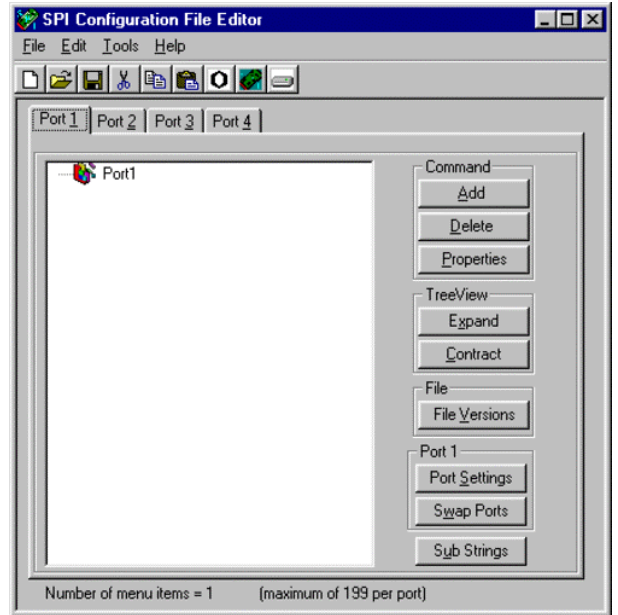 SPI Configuration File Editor
File Edit Tools Help
Port 1 Port 2 Port 3 Port 4
Port1
Command
Add
Delete
Properties
TreeView
Expand
Contract
File
File Versions
Port 1
Port Settings
Swap Ports
Sub Strings
Number of menu items = 1 (maximum of 199 per port)